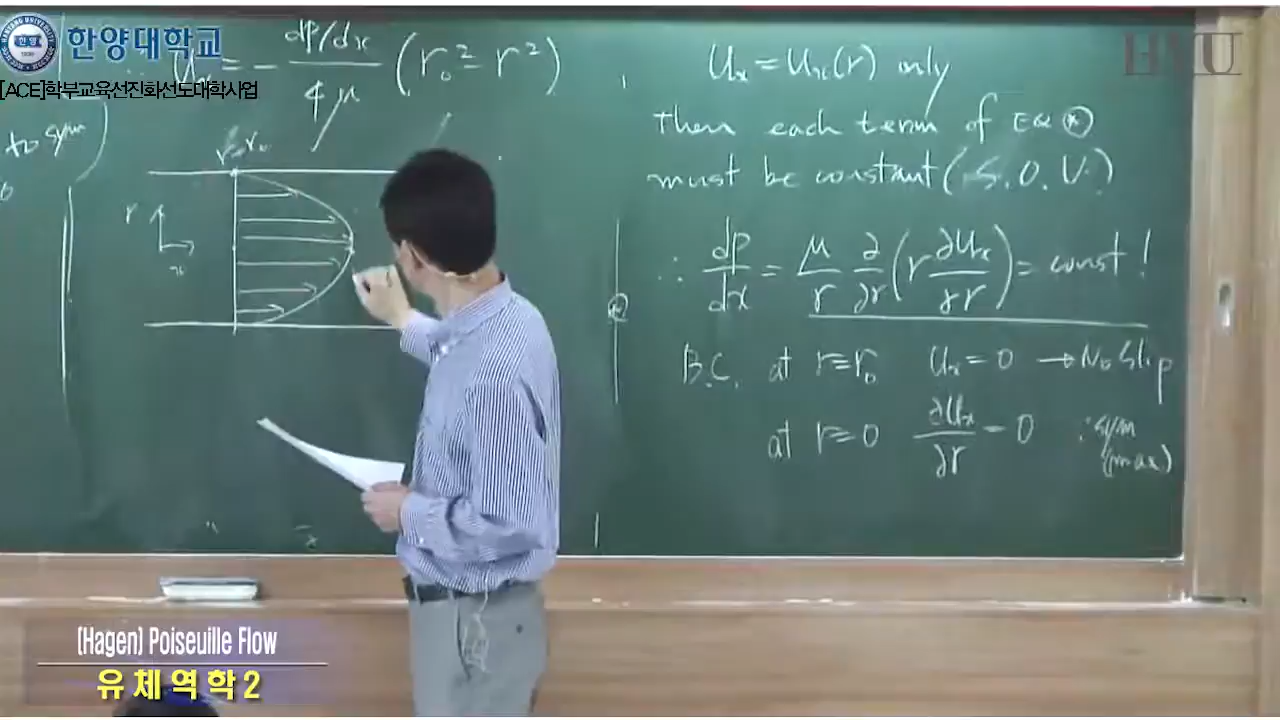 한양대학교
[ACE]학부교육선진화선도대학사업
HYU
∴ Ux = - dP/dx / 4μ (r₀² - r²)
to sym)
r=r₀
r
x
Ux = Ux(r) only
Then each term of EQ ⊛
must be constant (S.O.V.)
∴ dp/dx = μ/r ∂/∂r (r ∂Ux/∂r) = const!
⊛
B.C. at r=r₀ Ux=0 → No slip
at r=0 ∂Ux/∂r = 0 ∵ sym
(max)
(Hagen) Poiseuille Flow
유체역학2